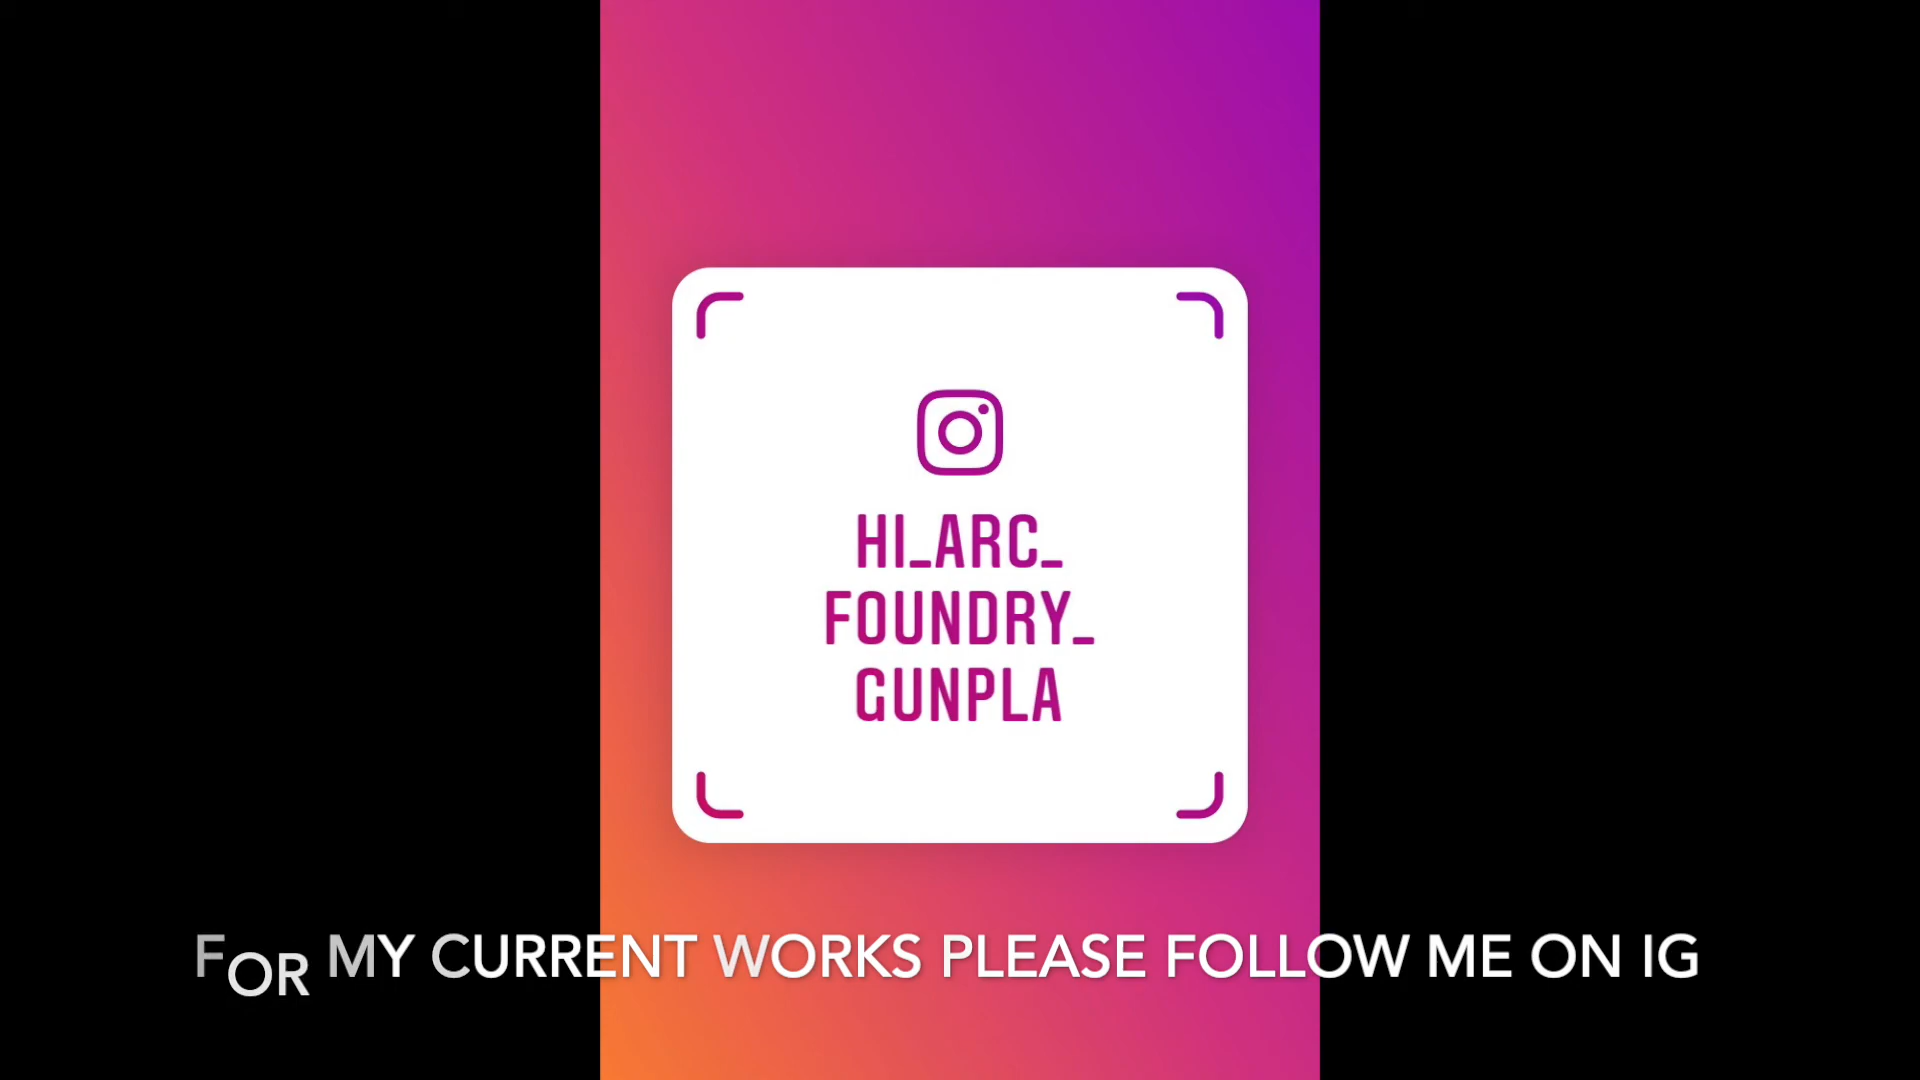 HI_ARC_
FOUNDRY_
GUNPLA
FOR MY CURRENT WORKS PLEASE FOLLOW ME ON IG